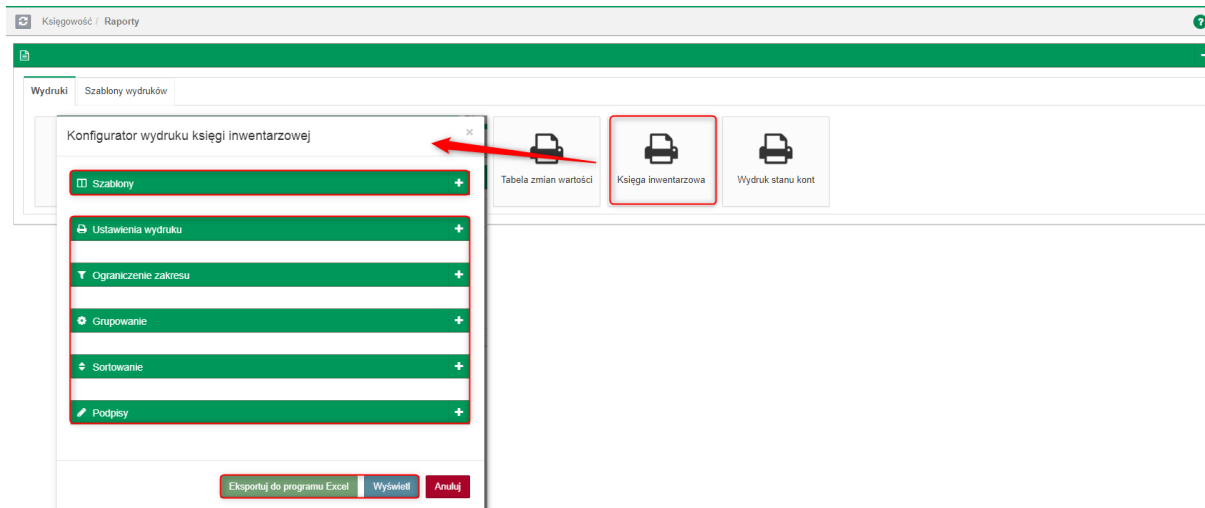 Księgowość / Raporty
Wydruki
Szablony wydruków
Konfigurator wydruku księgi inwentarzowej
×
Szablony
Ustawienia wydruku
Ograniczenie zakresu
Grupowanie
Sortowanie
Podpisy
Eksportuj do programu Excel
Wyświetl
Anuluj
Tabela zmian wartości
Księga inwentarzowa
Wydruk stanu kont